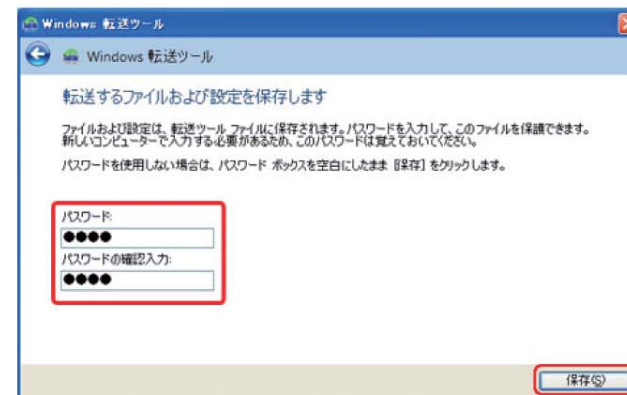 Windows 転送ツール
Windows 転送ツール
転送するファイルおよび設定を保存します
ファイルおよび設定は、転送ツール ファイルに保存されます。パスワードを入力して、このファイルを保護できます。
新しいコンピューターで入力する必要があるため、このパスワードは覚えておいてください。
パスワードを使用しない場合は、パスワード ボックスを空白にしたまま [保存] をクリックします。
パスワード:
●●●●
パスワードの確認入力:
●●●●
保存(S)